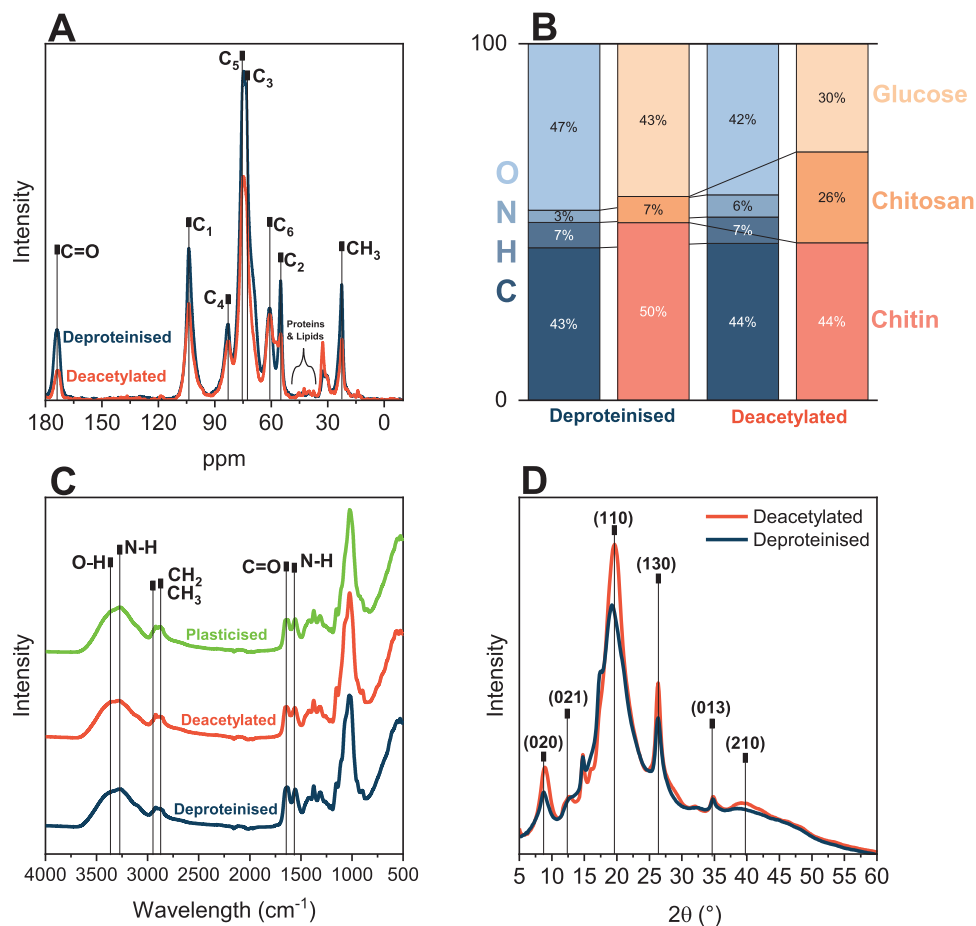 A
C₅
C₃
C₁
C₆
C=O
C₂
CH₃
C₄
Proteins
& Lipids
Deproteinised
Deacetylated
Intensity
180 150 120 90 60 30 0
ppm
B
100
0
O
N
H
C
47%
3%
7%
43%
43%
7%
50%
42%
6%
7%
44%
30%
26%
44%
Glucose
Chitosan
Chitin
Deproteinised Deacetylated
C
O-H
N-H
CH₂
CH₃
C=O
N-H
Plasticised
Deacetylated
Deproteinised
Intensity
4000 3500 3000 2500 2000 1500 1000 500
Wavelength (cm⁻¹)
D
Deacetylated
Deproteinised
(110)
(130)
(021)
(020)
(013)
(210)
Intensity
5 10 15 20 25 30 35 40 45 50 55 60
2θ (°)